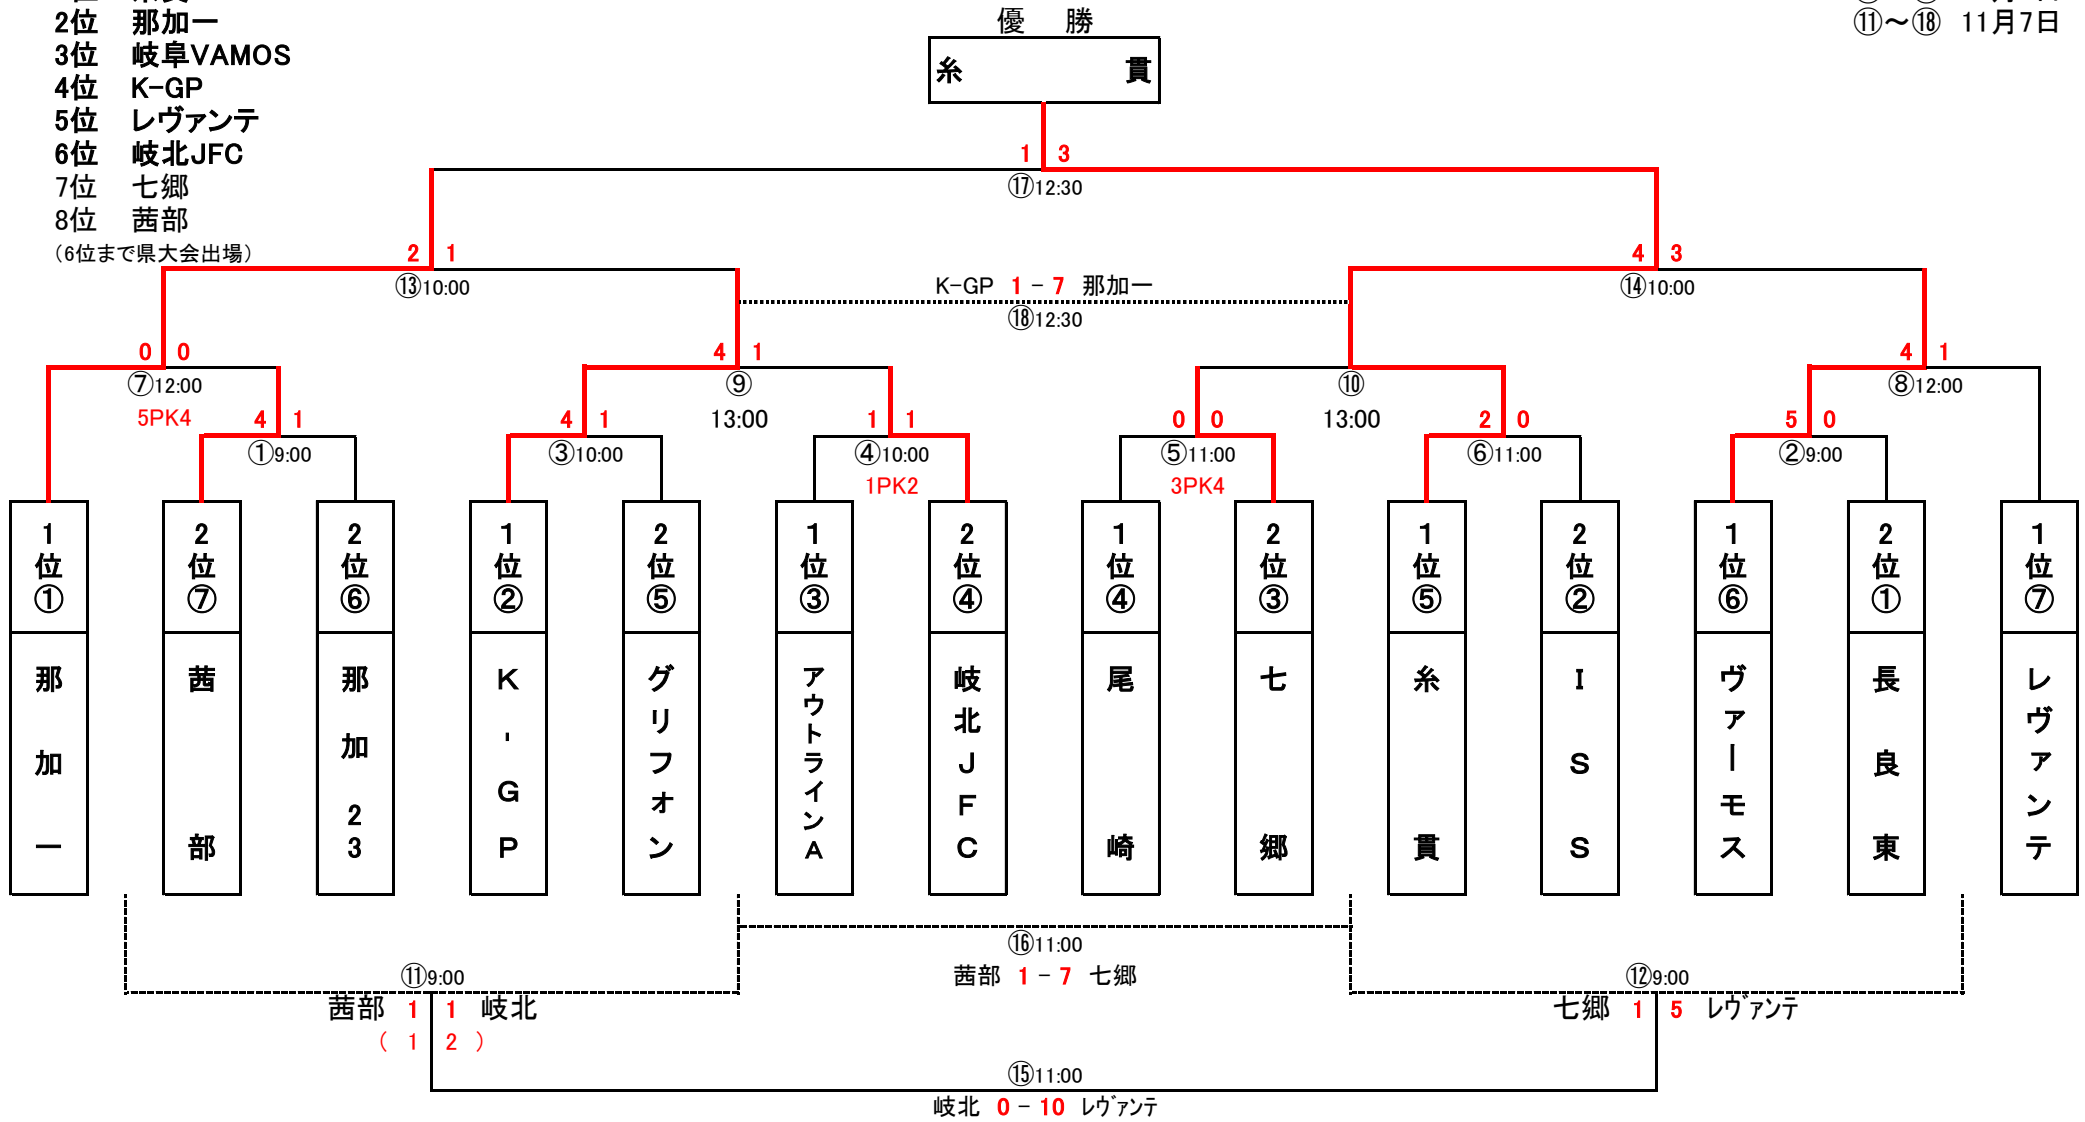 2位 那加一
3位 岐阜VAMOS
4位 K-GP
5位 レヴァンテ
6位 岐北JFC
7位 七郷
8位 茜部
（6位まで県大会出場）
⑪～⑱ 11月7日
優 勝
糸 貫
1 3
⑰12:30
2 1
⑬10:00
4 3
⑭10:00
K-GP 1 - 7 那加一
⑱12:30
0 0
⑦12:00
5PK4
4 1
⑨
13:00
⑩
13:00
4 1
⑧12:00
4 1
①9:00
4 1
③10:00
1 1
④10:00
1PK2
0 0
⑤11:00
3PK4
2 0
⑥11:00
5 0
②9:00
1位① 那加一
2位⑦ 茜部
2位⑥ 那加23
1位② K'GP
2位⑤ グリフォン
1位③ アウトラインA
2位④ 岐北JFC
1位④ 尾崎
2位③ 七郷
1位⑤ 糸貫
2位② ISS
1位⑥ ヴァーモス
2位① 長良東
1位⑦ レヴァンテ
⑯11:00
茜部 1 - 7 七郷
⑪9:00
茜部 1 1 岐北
（ 1 2 ）
⑫9:00
七郷 1 5 レヴァンテ
⑮11:00
岐北 0 - 10 レヴァンテ